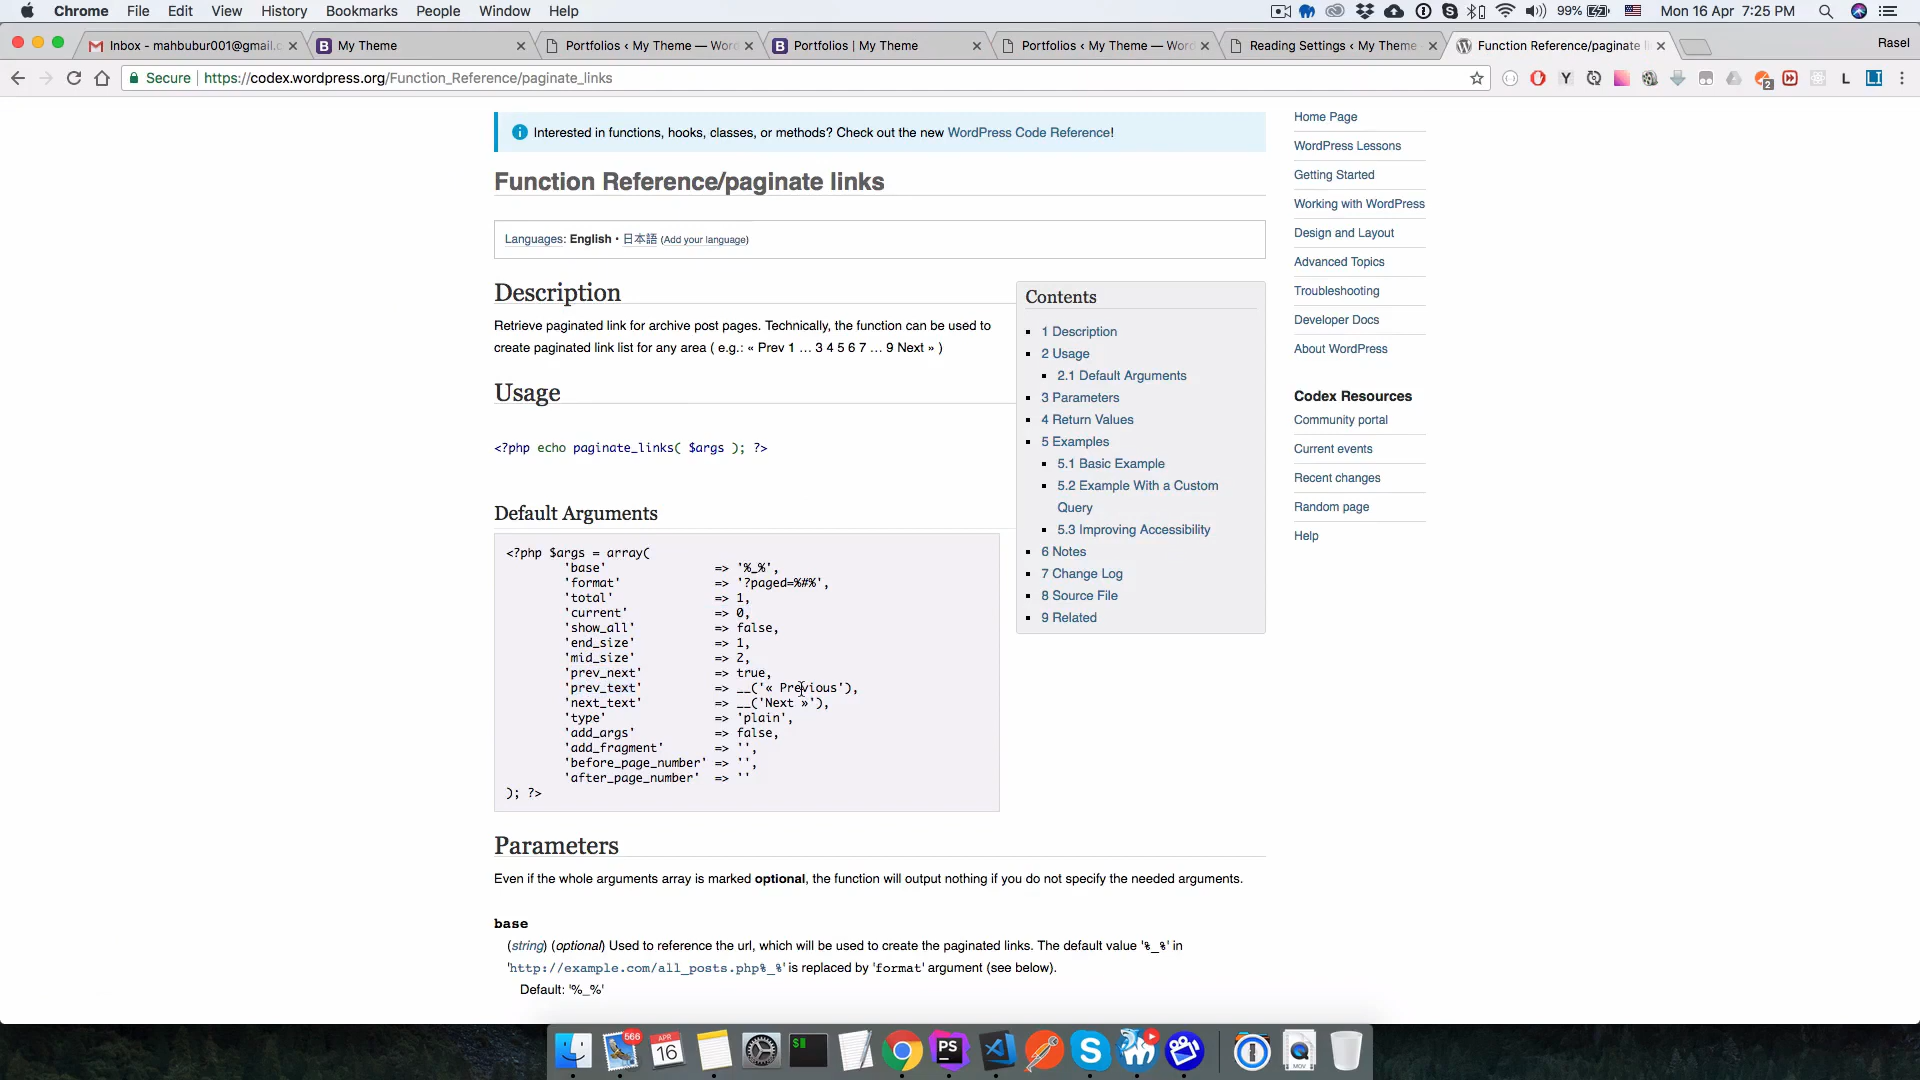 Chrome File Edit View History Bookmarks People Window Help 99% Mon 16 Apr 7:25 PM
Inbox - mahbubur001@gmail.c My Theme Portfolios ‹ My Theme — Word Portfolios | My Theme Portfolios ‹ My Theme — Word Reading Settings ‹ My Theme Function Reference/paginate li Rasel
Secure https://codex.wordpress.org/Function_Reference/paginate_links
Interested in functions, hooks, classes, or methods? Check out the new WordPress Code Reference!
Function Reference/paginate links
Languages: English • 日本語 (Add your language)
Description
Retrieve paginated link for archive post pages. Technically, the function can be used to
create paginated link list for any area ( e.g.: « Prev 1 … 3 4 5 6 7 … 9 Next » )
Usage
<?php echo paginate_links( $args ); ?>
Default Arguments
<?php $args = array(
'base' => '%_%',
'format' => '?paged=%#%',
'total' => 1,
'current' => 0,
'show_all' => false,
'end_size' => 1,
'mid_size' => 2,
'prev_next' => true,
'prev_text' => __('« Previous'),
'next_text' => __('Next »'),
'type' => 'plain',
'add_args' => false,
'add_fragment' => '',
'before_page_number' => '',
'after_page_number' => ''
); ?>
Parameters
Even if the whole arguments array is marked optional, the function will output nothing if you do not specify the needed arguments.
base
(string) (optional) Used to reference the url, which will be used to create the paginated links. The default value '%_%' in
'http://example.com/all_posts.php%_%' is replaced by 'format' argument (see below).
Default: '%_%'
Contents
1 Description
2 Usage
2.1 Default Arguments
3 Parameters
4 Return Values
5 Examples
5.1 Basic Example
5.2 Example With a Custom
Query
5.3 Improving Accessibility
6 Notes
7 Change Log
8 Source File
9 Related
Home Page
WordPress Lessons
Getting Started
Working with WordPress
Design and Layout
Advanced Topics
Troubleshooting
Developer Docs
About WordPress
Codex Resources
Community portal
Current events
Recent changes
Random page
Help
566
APR
16
PS
S
MOV